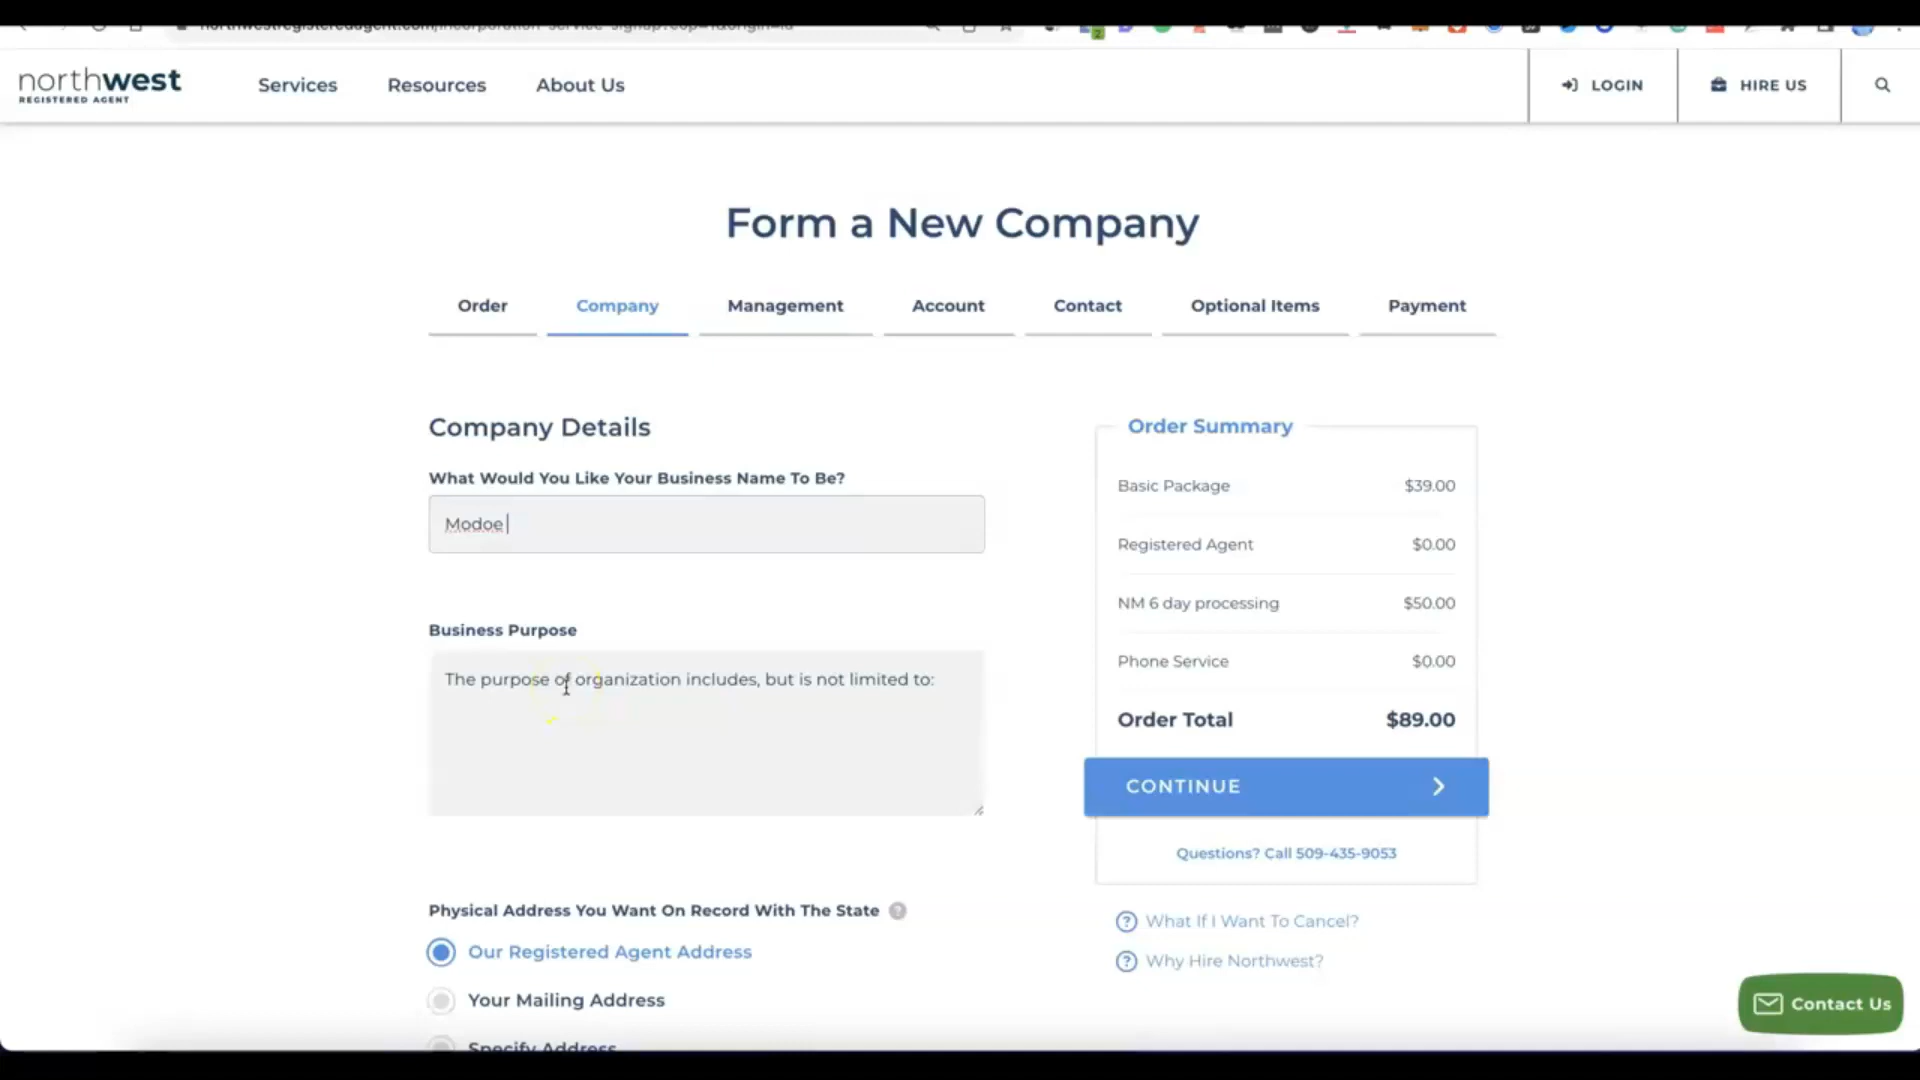 northwest
REGISTERED AGENT
Services
Resources
About Us
LOGIN
HIRE US
Form a New Company
Order
Company
Management
Account
Contact
Optional Items
Payment
Company Details
What Would You Like Your Business Name To Be?
Modoe
Business Purpose
The purpose of organization includes, but is not limited to:
Physical Address You Want On Record With The State ?
Our Registered Agent Address
Your Mailing Address
Specify Address
Order Summary
Basic Package $39.00
Registered Agent $0.00
NM 6 day processing $50.00
Phone Service $0.00
Order Total $89.00
CONTINUE
Questions? Call 509-435-9053
? What If I Want To Cancel?
? Why Hire Northwest?
Contact Us